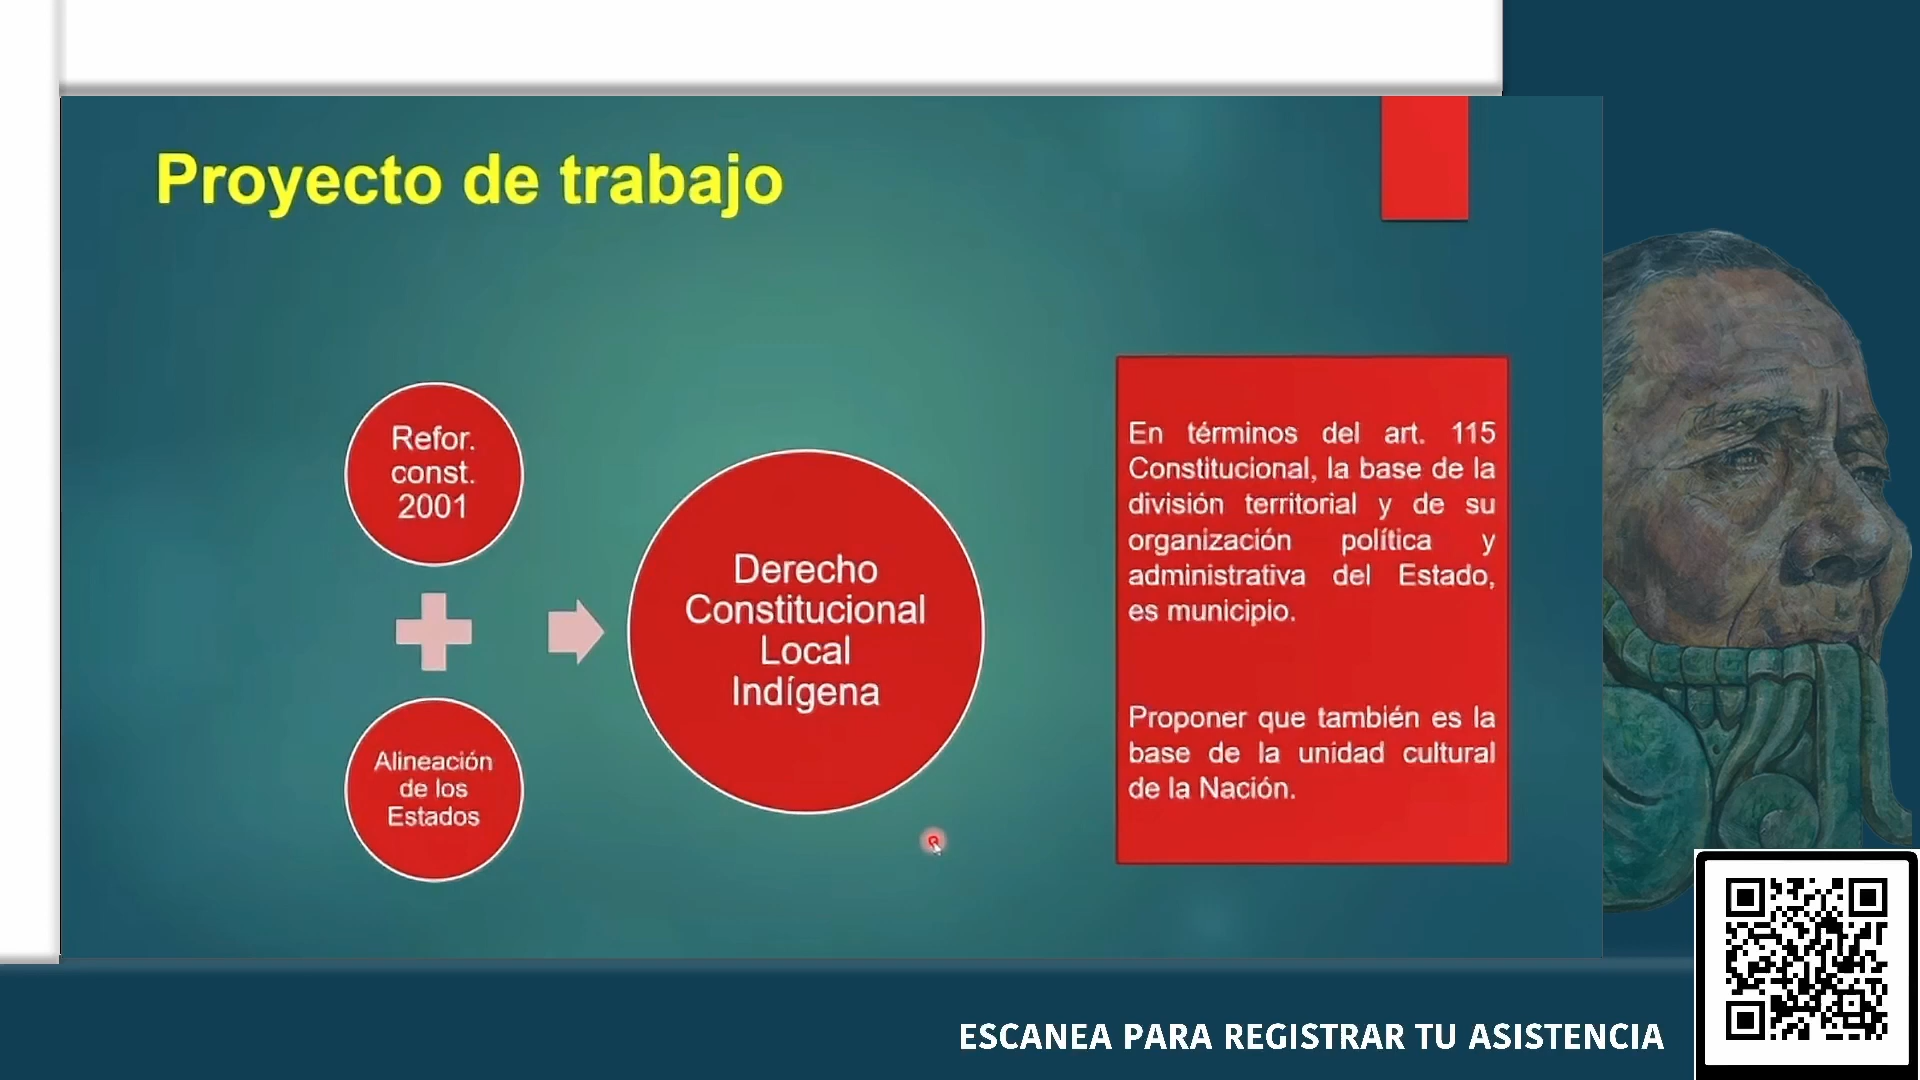 Proyecto de trabajo
Refor.
const.
2001
Alineación
de los
Estados
Derecho
Constitucional
Local
Indígena
En términos del art. 115
Constitucional, la base de la
división territorial y de su
organización política y
administrativa del Estado,
es municipio.
Proponer que también es la
base de la unidad cultural
de la Nación.
ESCANEA PARA REGISTRAR TU ASISTENCIA